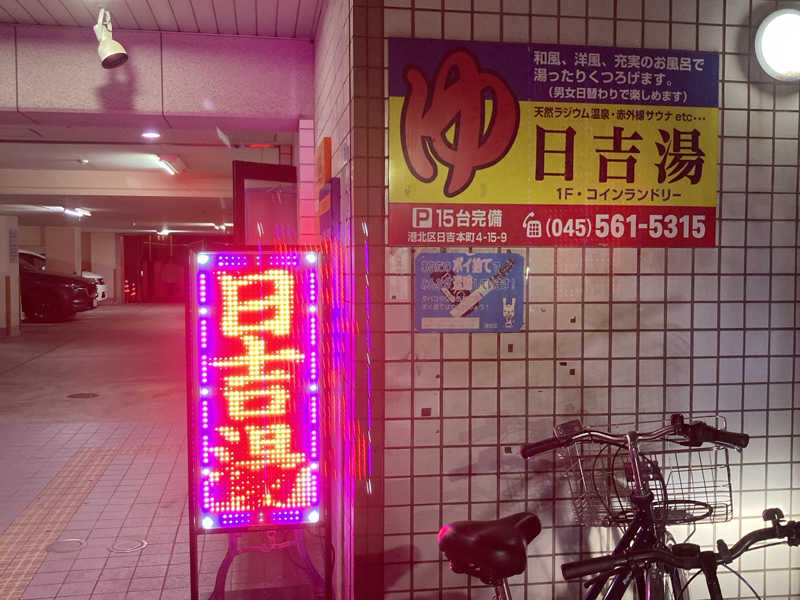 和風、洋風、充実のお風呂で
湯ったりくつろげます。
（男女日替わりで楽しめます）
ゆ
天然ラジウム温泉・赤外線サウナ etc…
日吉湯
1F・コインランドリー
P 15台完備
港北区日吉本町4-15-9
(045) 561-5315
ポイ捨て
日吉湯